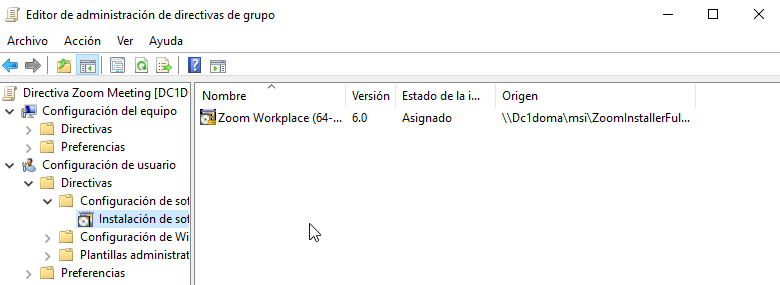 Editor de administración de directivas de grupo
Archivo Acción Ver Ayuda
Directiva Zoom Meeting [DC1D
Configuración del equipo
Directivas
Preferencias
Configuración de usuario
Directivas
Configuración de sof
Instalación de sof
Configuración de Wi
Plantillas administrat
Preferencias
Nombre Versión Estado de la i... Origen
Zoom Workplace (64-... 6.0 Asignado \\Dc1doma\msi\ZoomInstallerFul...